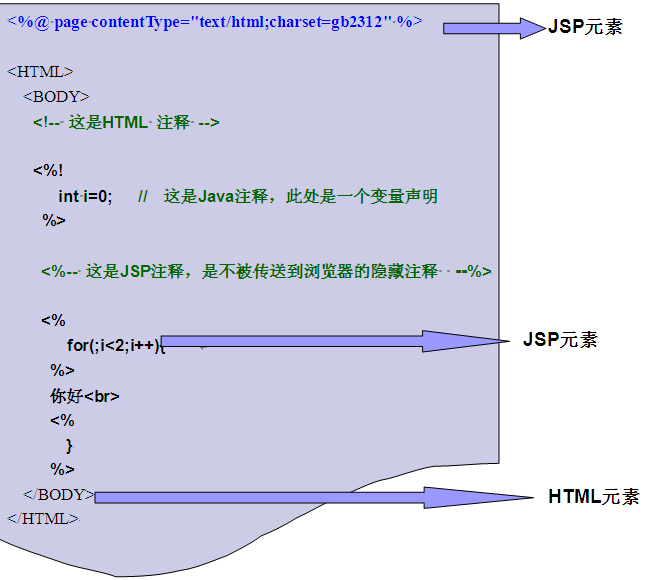 <%@ page contentType="text/html;charset=gb2312" %>
JSP元素
<HTML>
<BODY>
<!-- 这是HTML 注释 -->
<%!
int i=0; // 这是Java注释，此处是一个变量声明
%>
<%-- 这是JSP注释，是不被传送到浏览器的隐藏注释 --%>
<%
for(;i<2;i++){
JSP元素
%>
你好<br>
<%
}
%>
</BODY>
HTML元素
</HTML>